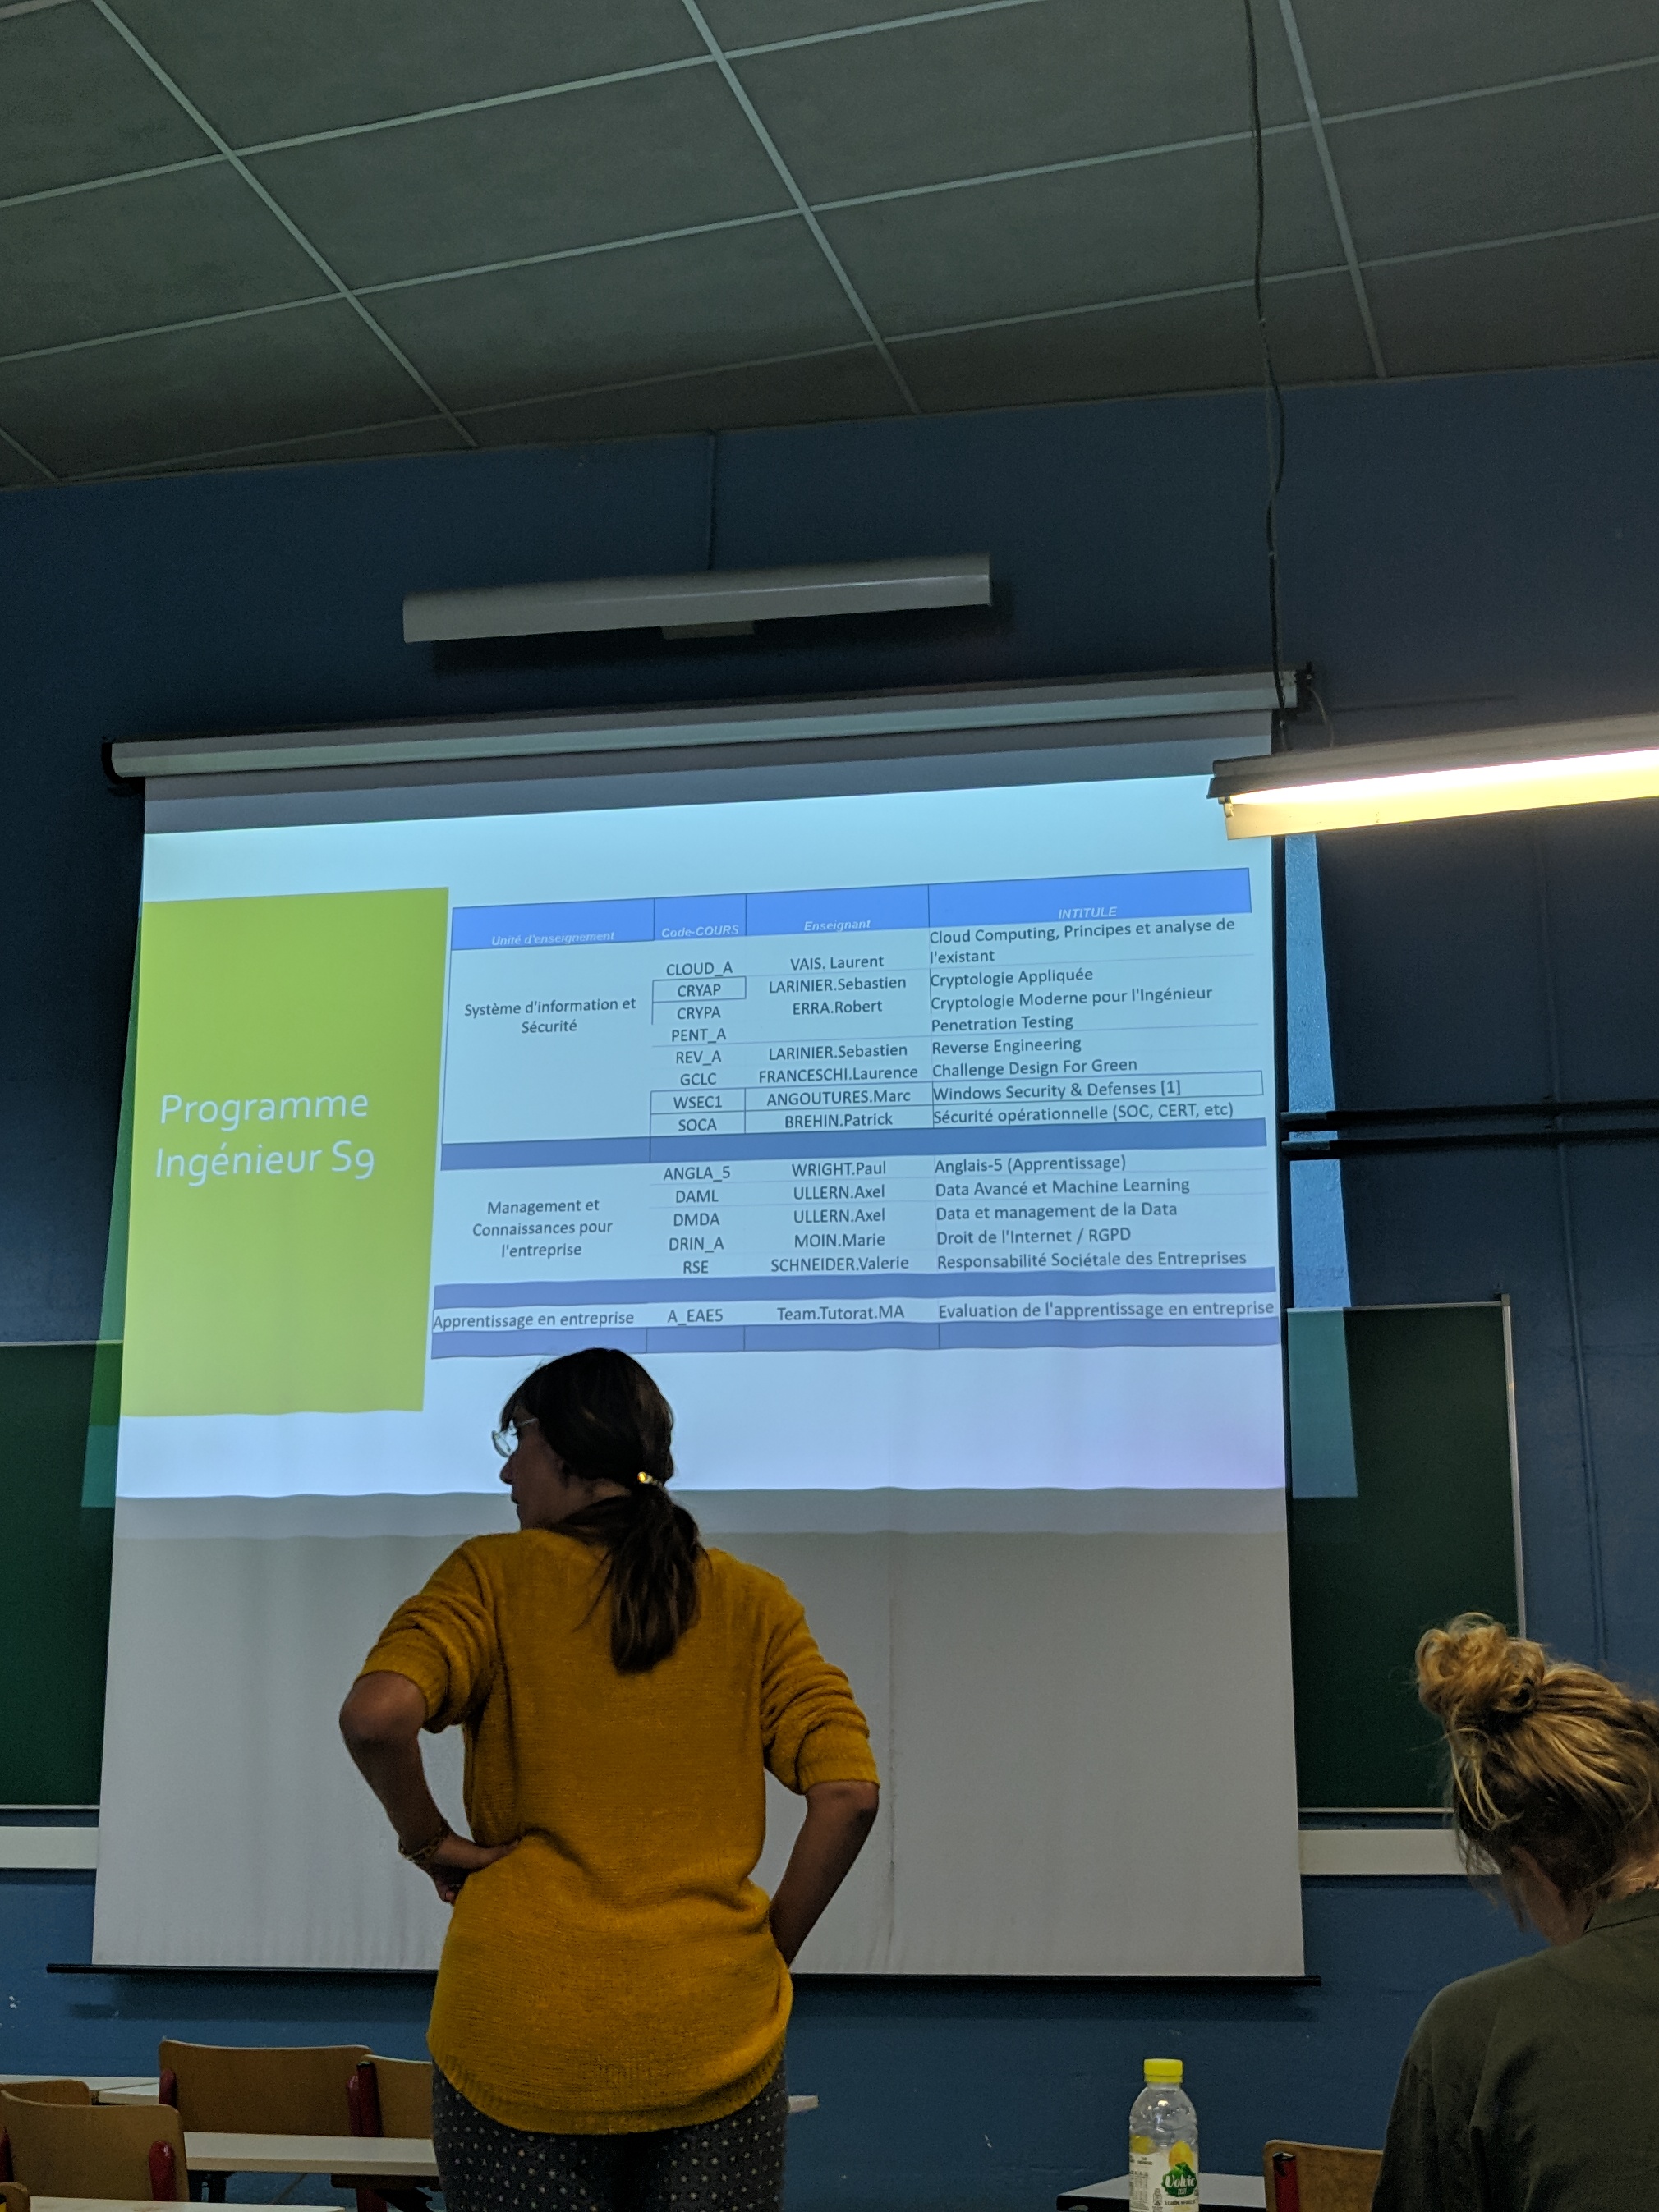 Programme
Ingénieur S9
Unité d'enseignement Code-COURS Enseignant INTITULE
Système d'information et
Sécurité
CLOUD_A VAIS. Laurent Cloud Computing, Principes et analyse de
l'existant
CRYAP LARINIER.Sebastien Cryptologie Appliquée
CRYPA ERRA.Robert Cryptologie Moderne pour l'Ingénieur
PENT_A Penetration Testing
REV_A LARINIER.Sebastien Reverse Engineering
GCLC FRANCESCHI.Laurence Challenge Design For Green
WSEC1 ANGOUTURES.Marc Windows Security & Defenses [1]
SOCA BREHIN.Patrick Sécurité opérationnelle (SOC, CERT, etc)
Management et
Connaissances pour
l'entreprise
ANGLA_5 WRIGHT.Paul Anglais-5 (Apprentissage)
DAML ULLERN.Axel Data Avancé et Machine Learning
DMDA ULLERN.Axel Data et management de la Data
DRIN_A MOIN.Marie Droit de l'Internet / RGPD
RSE SCHNEIDER.Valerie Responsabilité Sociétale des Entreprises
Apprentissage en entreprise A_EAE5 Team.Tutorat.MA Evaluation de l'apprentissage en entreprise
Volvic